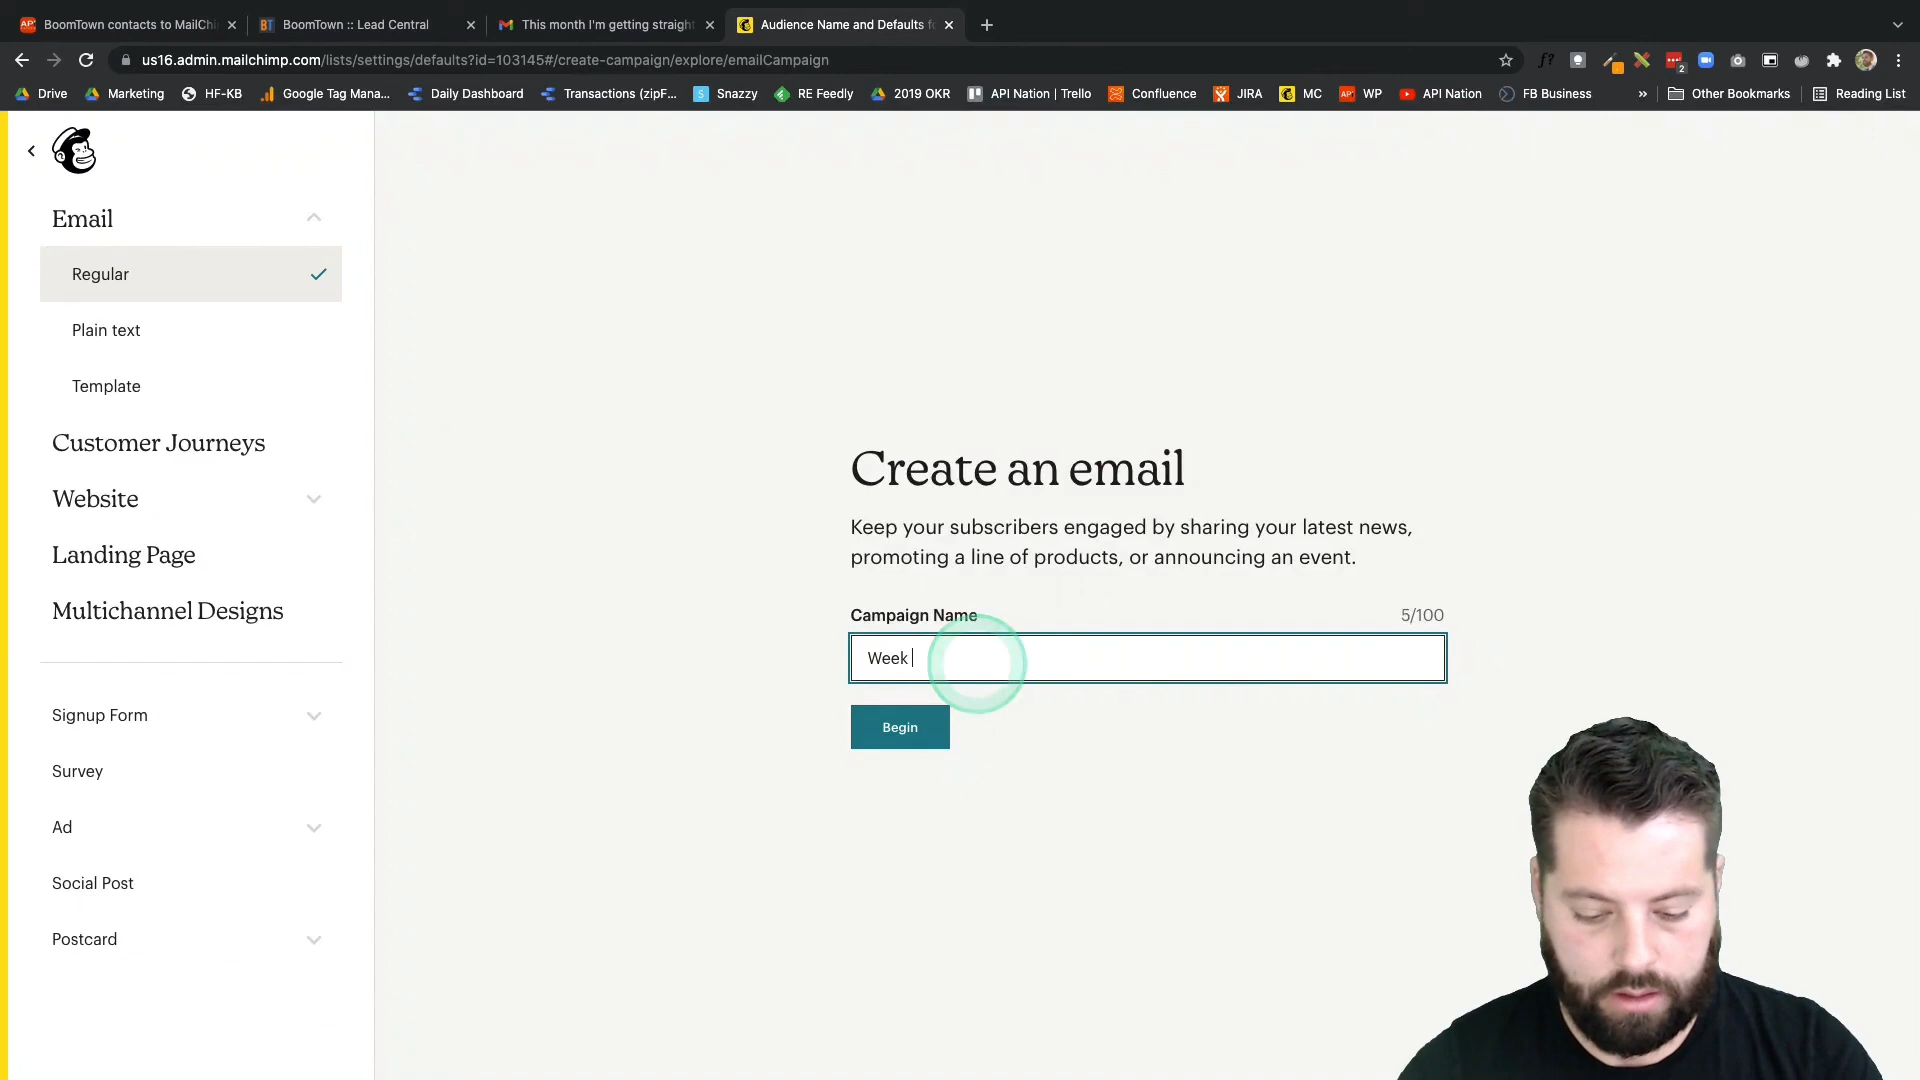 BoomTown contacts to MailChi
BoomTown :: Lead Central
This month I'm getting straight
Audience Name and Defaults f
us16.admin.mailchimp.com/lists/settings/defaults?id=103145#/create-campaign/explore/emailCampaign
Drive
Marketing
HF-KB
Google Tag Mana...
Daily Dashboard
Transactions (zipF...
Snazzy
RE Feedly
2019 OKR
API Nation | Trello
Confluence
JIRA
MC
WP
API Nation
FB Business
»
Other Bookmarks
Reading List
Email
Regular
Plain text
Template
Customer Journeys
Website
Landing Page
Multichannel Designs
Signup Form
Survey
Ad
Social Post
Postcard
Create an email
Keep your subscribers engaged by sharing your latest news,
promoting a line of products, or announcing an event.
Campaign Name
5/100
Week
Begin